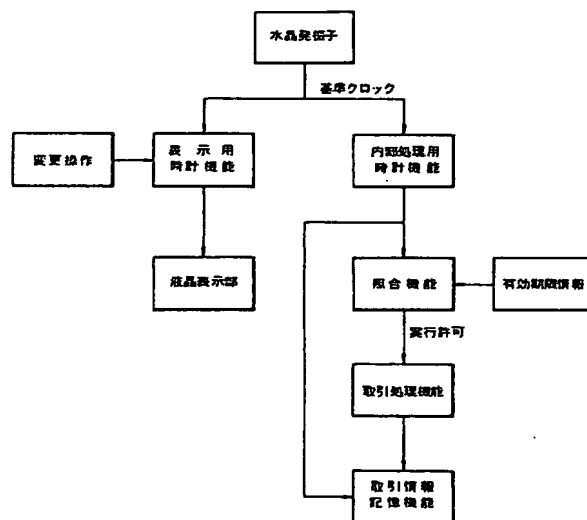 水晶発振子
基準クロック
表示用
時計機能
内部処理用
時計機能
変更操作
液晶表示部
照合機能
有効期限情報
実行許可
取引処理機能
取引情報
記憶機能